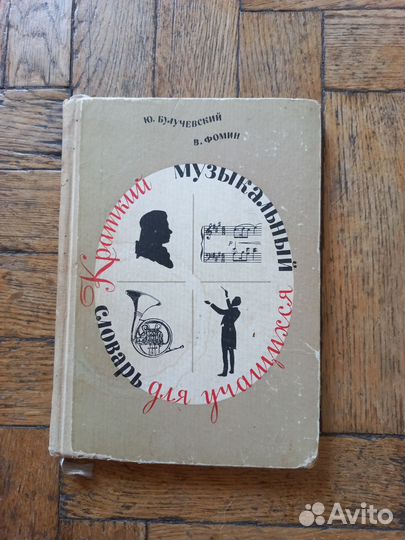 Ю. БУЛУЧЕВСКИЙ
В. ФОМИН
Краткий
МУЗЫКАЛЬНЫЙ
СЛОВАРЬ
для учащихся
Avito